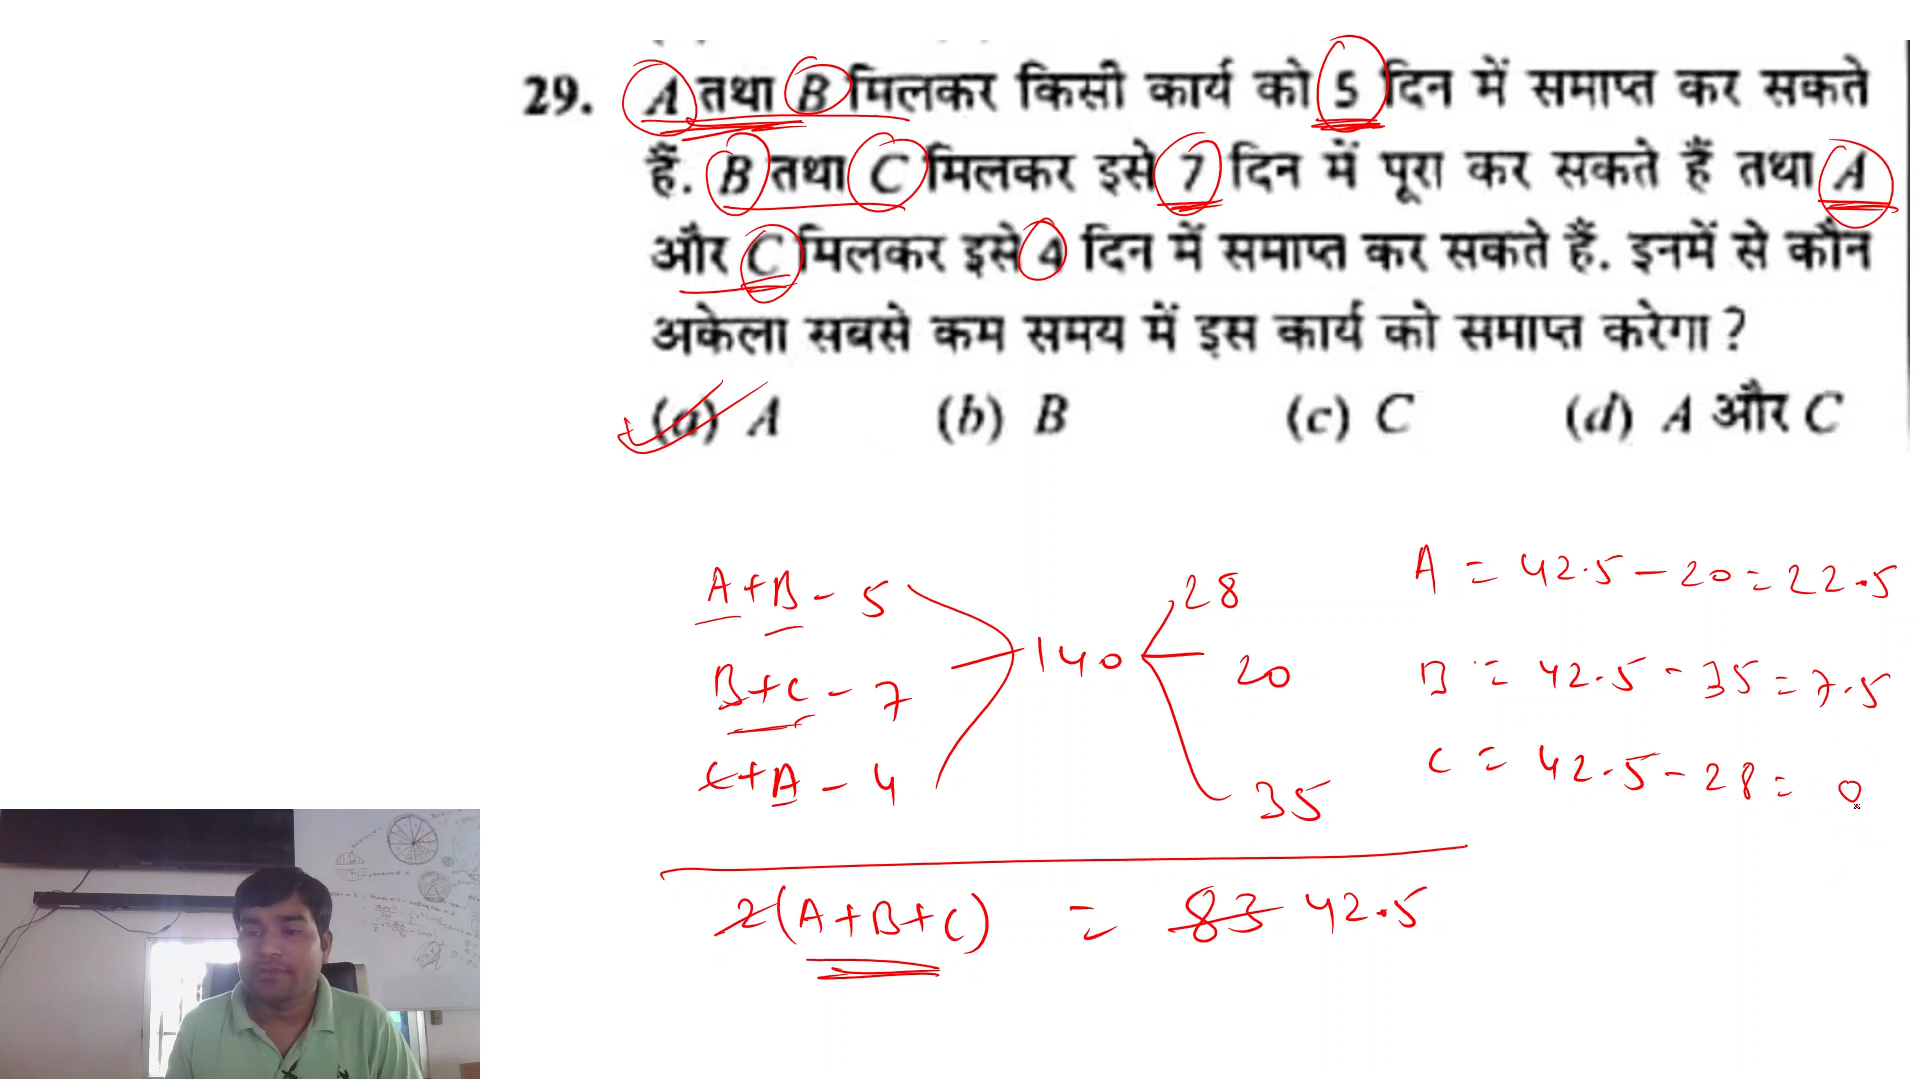 29. A तथा B मिलकर किसी कार्य को 5 दिन में समाप्त कर सकते
हैं. B तथा C मिलकर इसे 7 दिन में पूरा कर सकते हैं तथा A
और C मिलकर इसे 4 दिन में समाप्त कर सकते हैं. इनमें से कौन
अकेला सबसे कम समय में इस कार्य को समाप्त करेगा ?
(a) A (b) B (c) C (d) A और C
A+B - 5
B+C - 7
C+A - 4
140
28
20
35
2(A+B+C) = 83 42.5
A = 42.5 - 20 = 22.5
B = 42.5 - 35 = 7.5
C = 42.5 - 28 = 0